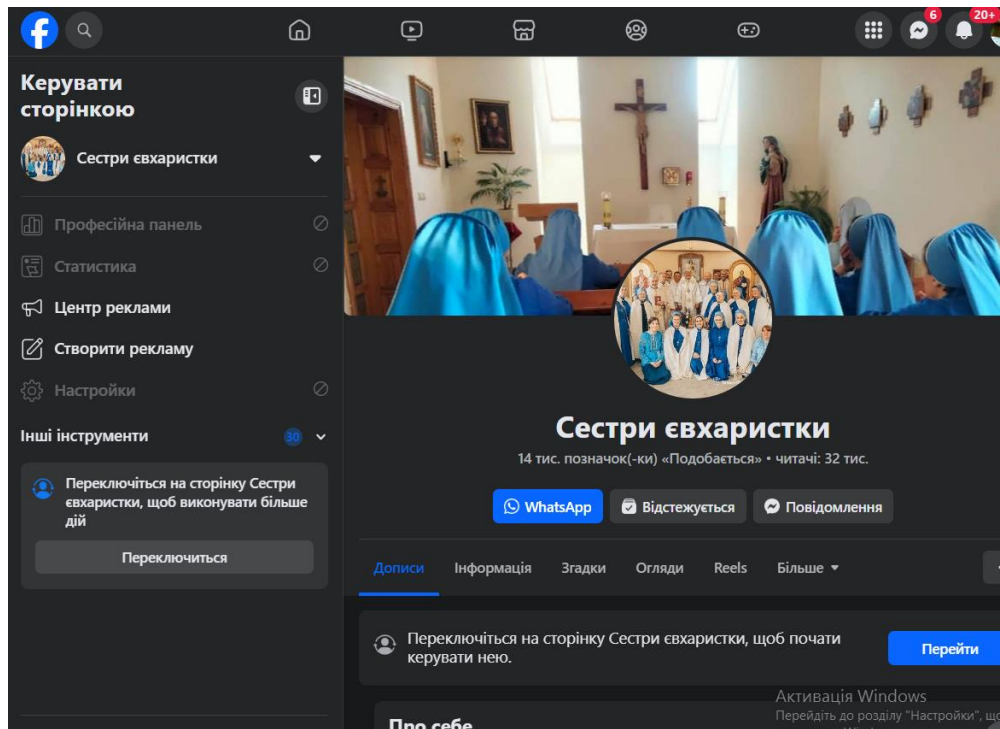 6
20+
Керувати
сторінкою
Сестри євхаристки
Професійна панель
Статистика
Центр реклами
Створити рекламу
Настройки
Інші інструменти
30
Переключіться на сторінку Сестри
євхаристки, щоб виконувати більше
дій
Переключиться
Сестри євхаристки
14 тис. позначок(-ки) «Подобається» • читачі: 32 тис.
WhatsApp
Відстежується
Повідомлення
Дописи
Інформація
Згадки
Огляди
Reels
Більше
Переключіться на сторінку Сестри євхаристки, щоб почати
керувати нею.
Перейти
Про себе
Активація Windows
Перейдіть до розділу "Настройки", що